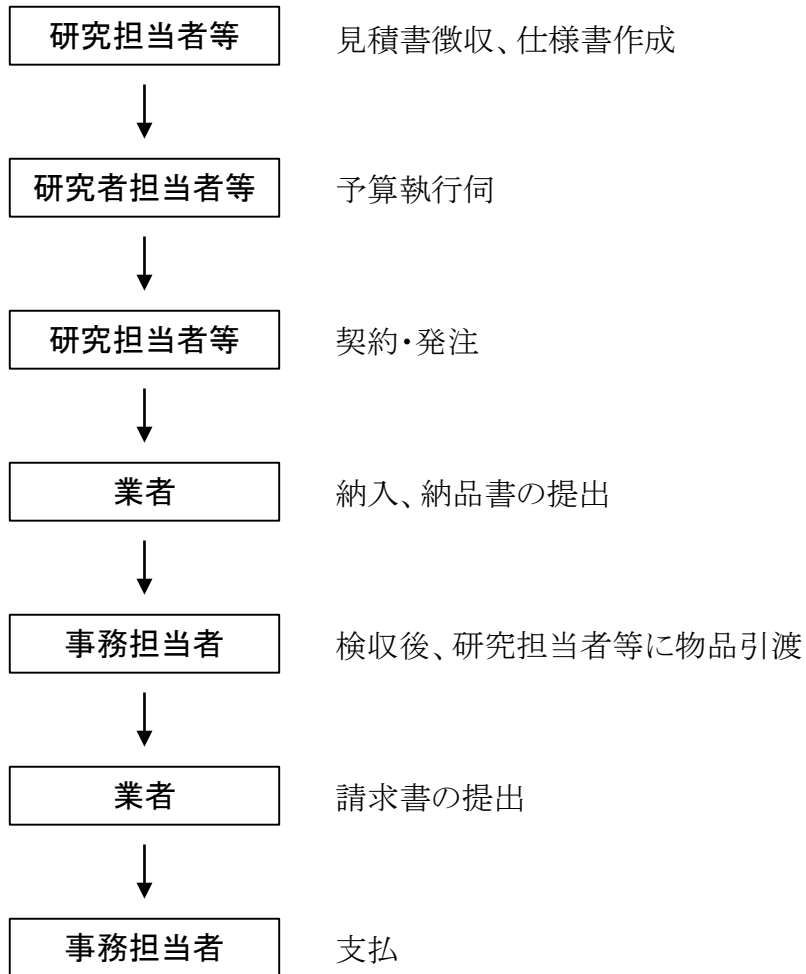 研究担当者等 見積書徴収、仕様書作成
研究者担当者等 予算執行伺
研究担当者等 契約・発注
業者 納入、納品書の提出
事務担当者 検収後、研究担当者等に物品引渡
業者 請求書の提出
事務担当者 支払